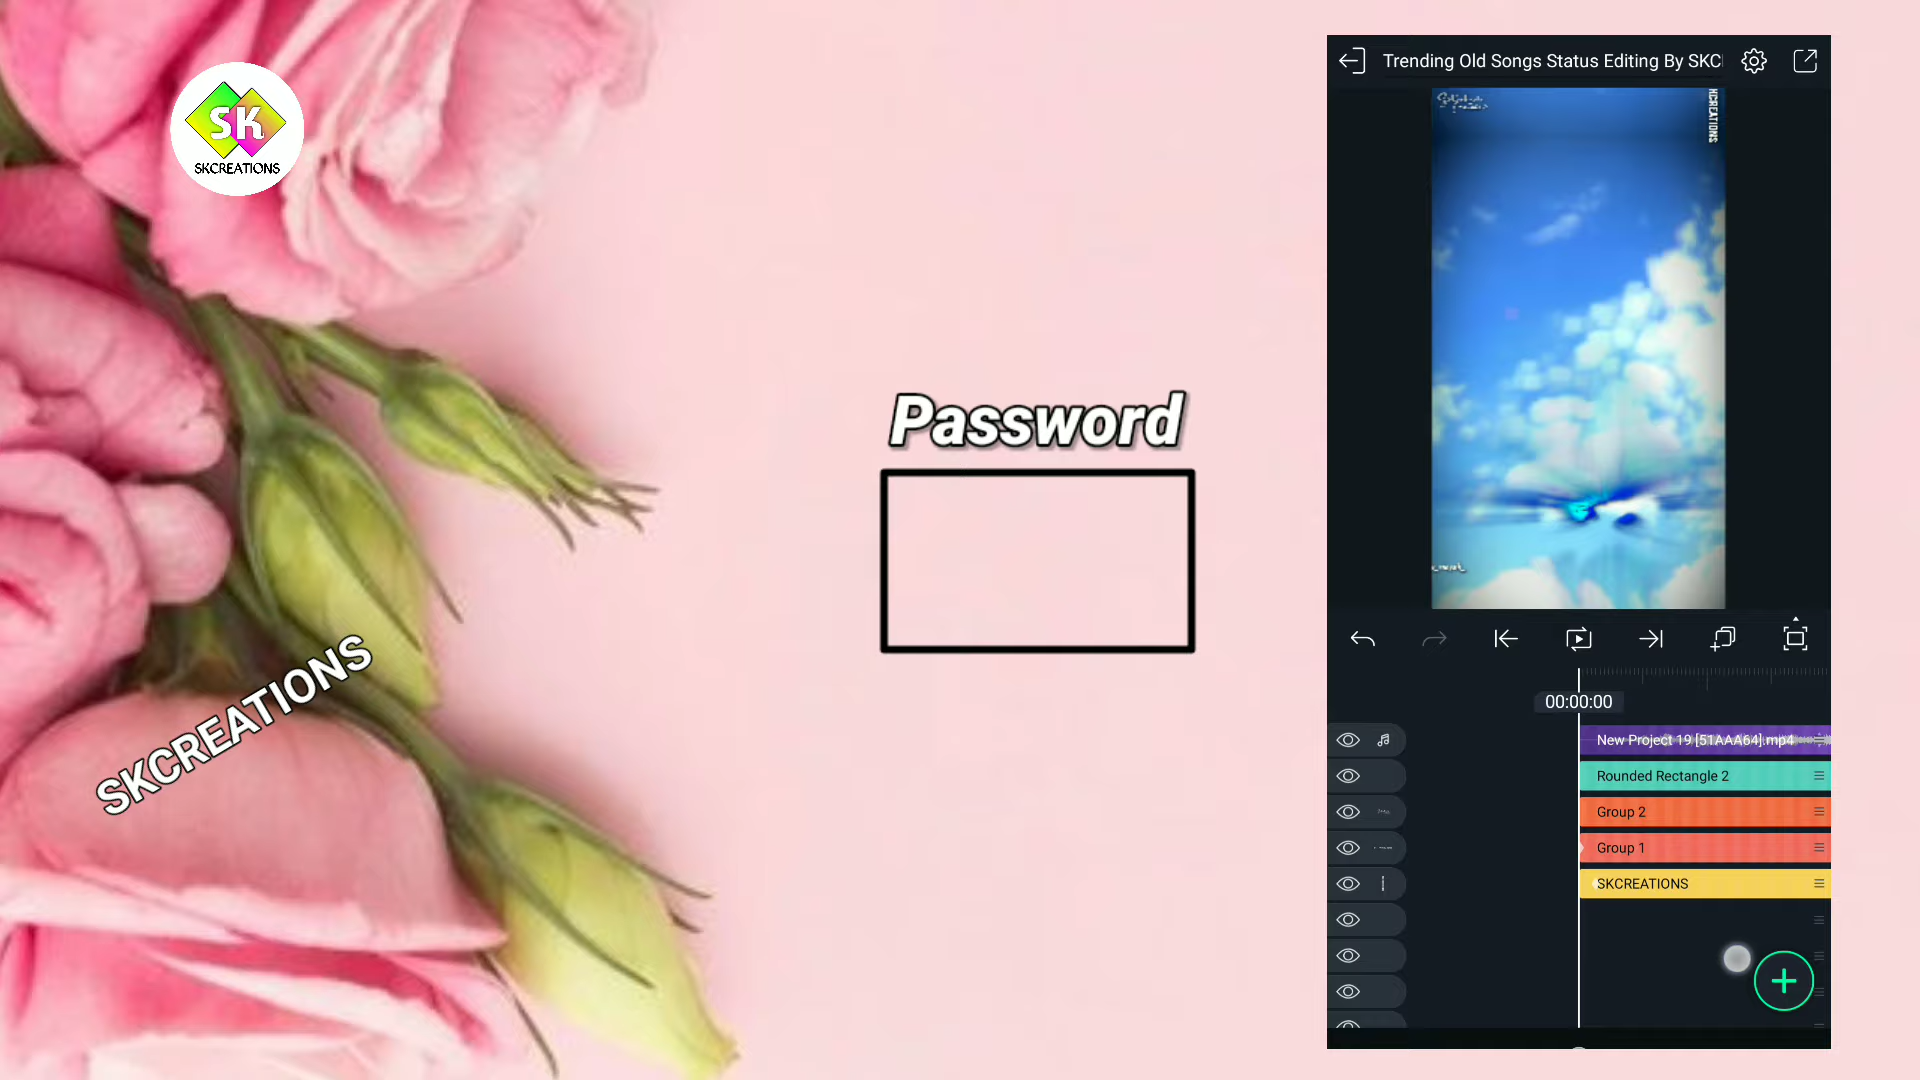 SK
SKCREATIONS
Password
SKCREATIONS
Trending Old Songs Status Editing By SKC
KCREATIONS
00:00:00
New Project 19 [51AAA64].mp4
Rounded Rectangle 2
Group 2
Group 1
SKCREATIONS